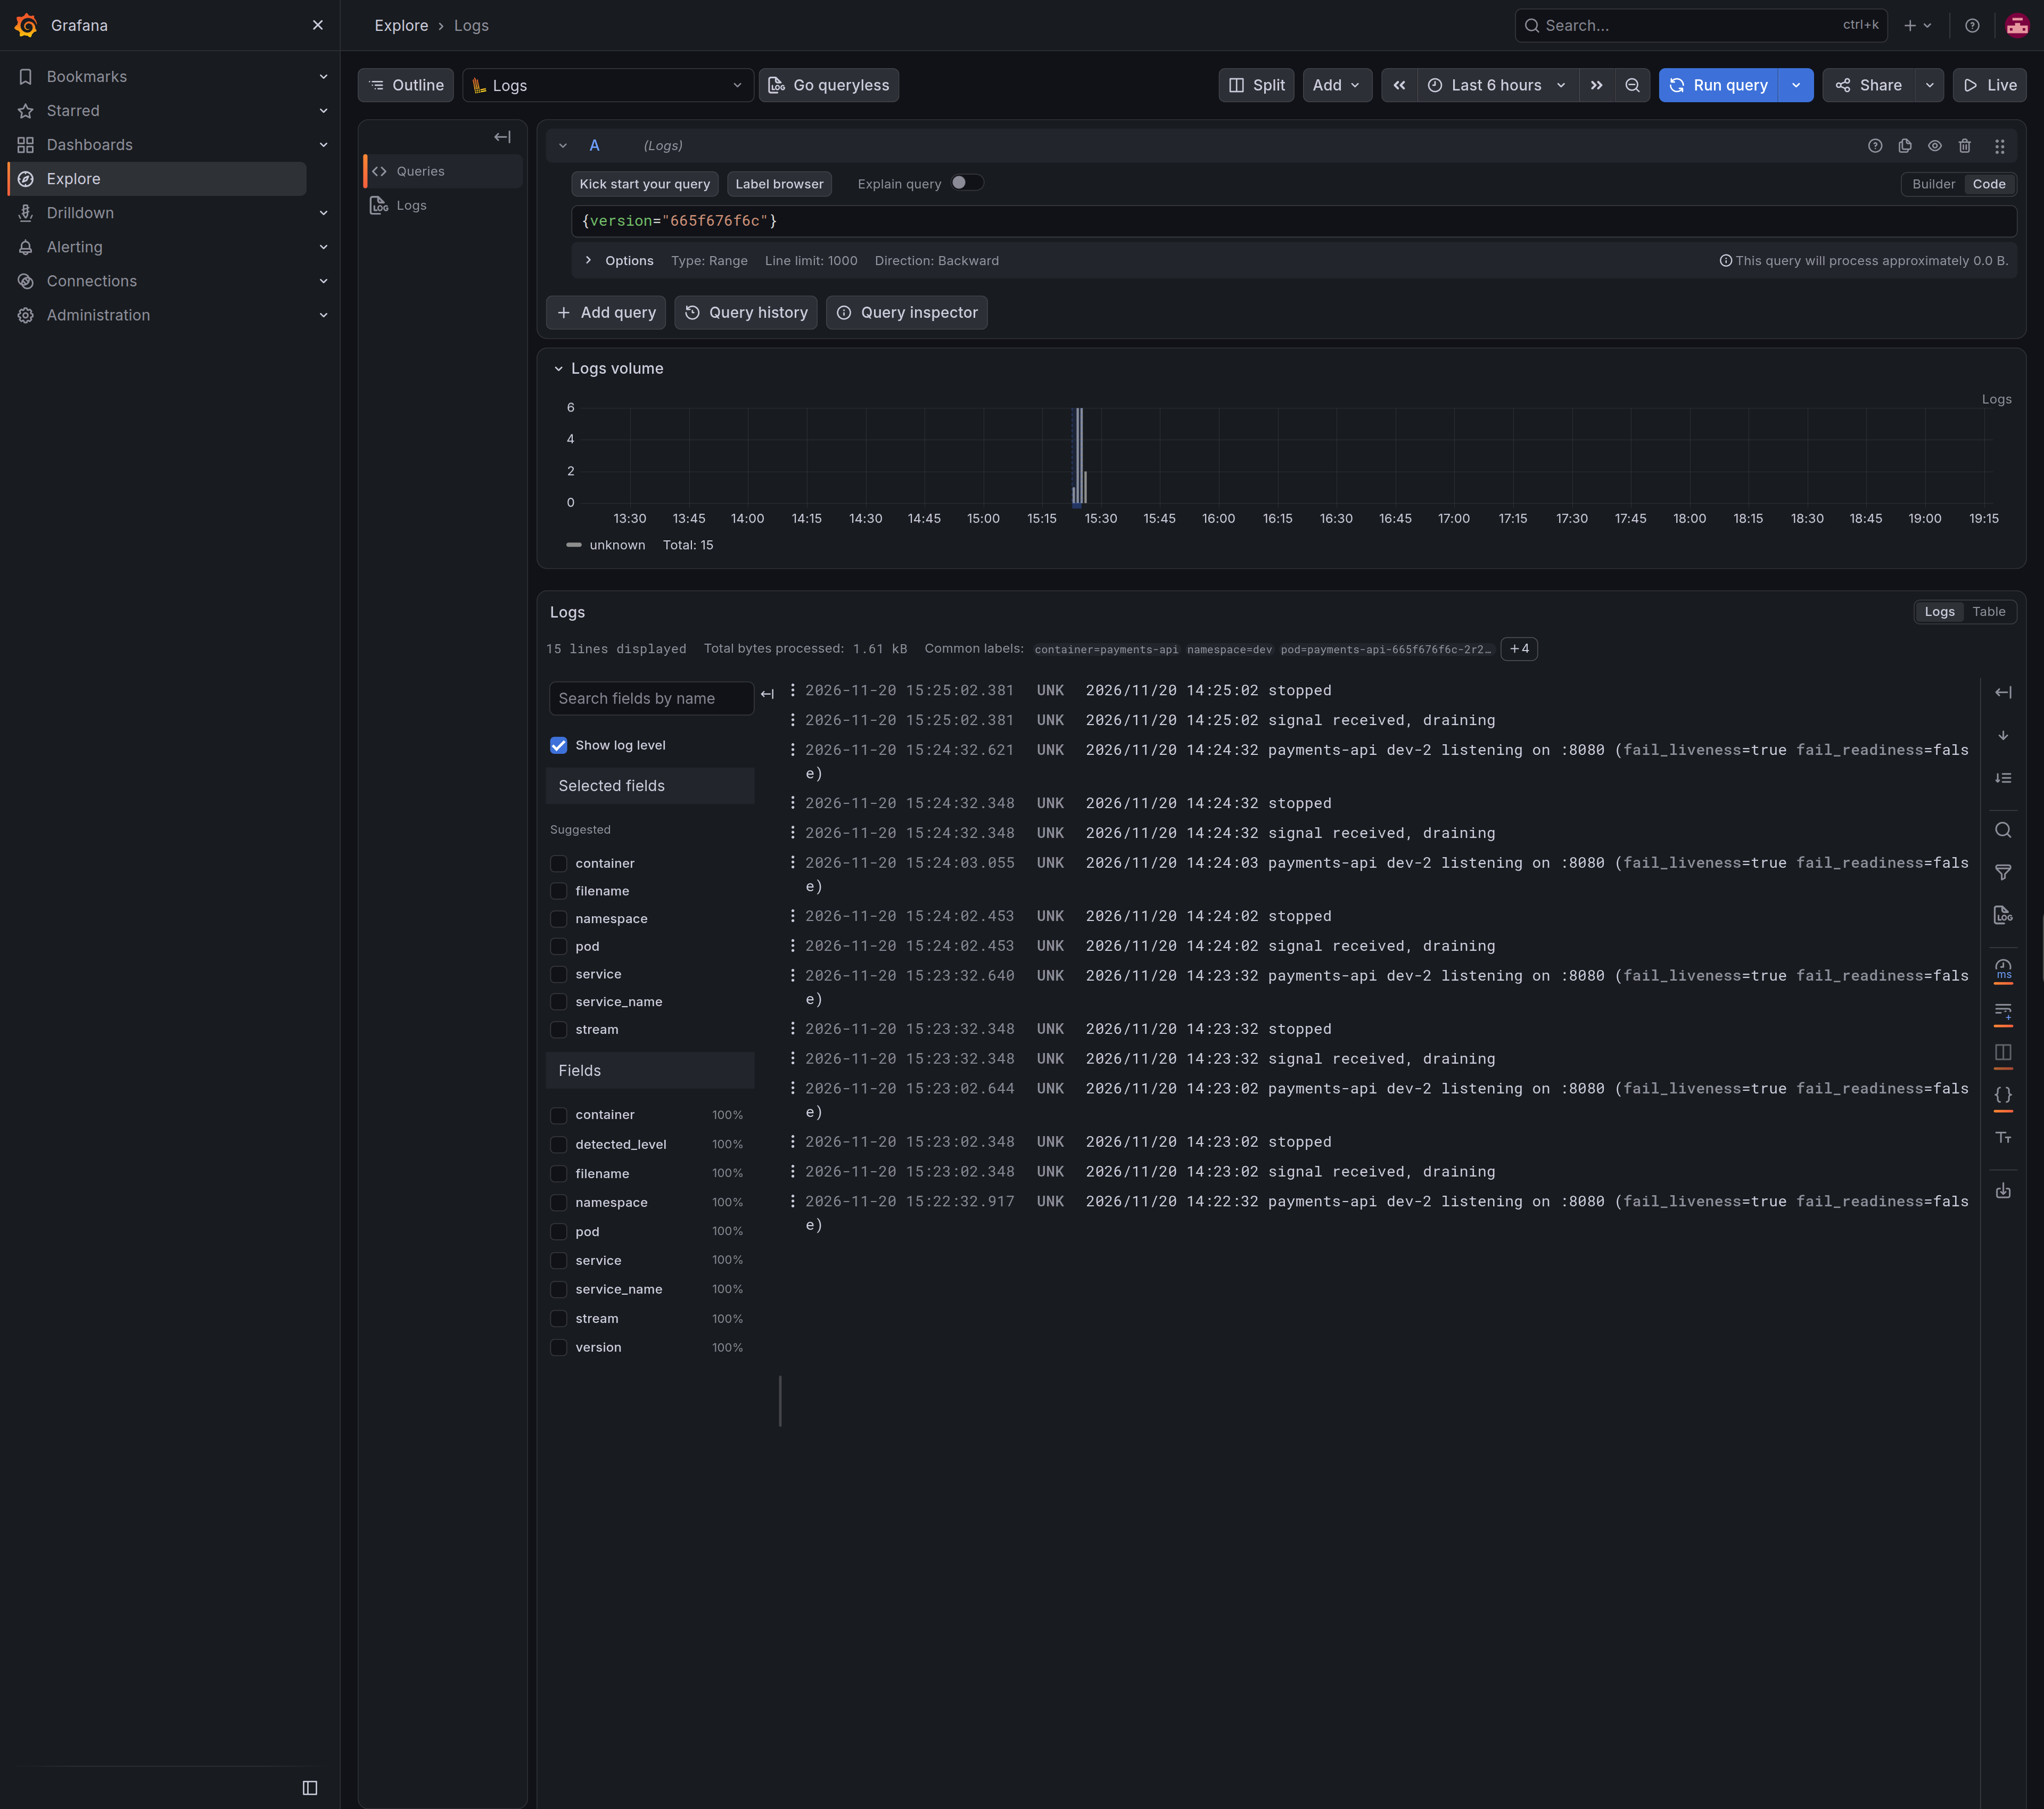 Grafana
Explore › Logs
Search...
ctrl+k
Bookmarks
Starred
Dashboards
Explore
Drilldown
Alerting
Connections
Administration
Outline
Logs
Go queryless
Split
Add
Last 6 hours
Run query
Share
Live
Queries
Logs
A
(Logs)
Kick start your query
Label browser
Explain query
Builder
Code
{version="665f676f6c"}
Options
Type: Range
Line limit: 1000
Direction: Backward
This query will process approximately 0.0 B.
Add query
Query history
Query inspector
Logs volume
Logs
6
4
2
0
13:30
13:45
14:00
14:15
14:30
14:45
15:00
15:15
15:30
15:45
16:00
16:15
16:30
16:45
17:00
17:15
17:30
17:45
18:00
18:15
18:30
18:45
19:00
19:15
unknown
Total: 15
Logs
Logs
Table
15 lines displayed
Total bytes processed: 1.61 kB
Common labels: container=payments-api namespace=dev pod=payments-api-665f676f6c-2r2…
+4
Search fields by name
Show log level
Selected fields
Suggested
container
filename
namespace
pod
service
service_name
stream
Fields
container 100%
detected_level 100%
filename 100%
namespace 100%
pod 100%
service 100%
service_name 100%
stream 100%
version 100%
2026-11-20 15:25:02.381 UNK 2026/11/20 14:25:02 stopped
2026-11-20 15:25:02.381 UNK 2026/11/20 14:25:02 signal received, draining
2026-11-20 15:24:32.621 UNK 2026/11/20 14:24:32 payments-api dev-2 listening on :8080 (fail_liveness=true fail_readiness=fals
e)
2026-11-20 15:24:32.348 UNK 2026/11/20 14:24:32 stopped
2026-11-20 15:24:32.348 UNK 2026/11/20 14:24:32 signal received, draining
2026-11-20 15:24:03.055 UNK 2026/11/20 14:24:03 payments-api dev-2 listening on :8080 (fail_liveness=true fail_readiness=fals
e)
2026-11-20 15:24:02.453 UNK 2026/11/20 14:24:02 stopped
2026-11-20 15:24:02.453 UNK 2026/11/20 14:24:02 signal received, draining
2026-11-20 15:23:32.640 UNK 2026/11/20 14:23:32 payments-api dev-2 listening on :8080 (fail_liveness=true fail_readiness=fals
e)
2026-11-20 15:23:32.348 UNK 2026/11/20 14:23:32 stopped
2026-11-20 15:23:32.348 UNK 2026/11/20 14:23:32 signal received, draining
2026-11-20 15:23:02.644 UNK 2026/11/20 14:23:02 payments-api dev-2 listening on :8080 (fail_liveness=true fail_readiness=fals
e)
2026-11-20 15:23:02.348 UNK 2026/11/20 14:23:02 stopped
2026-11-20 15:23:02.348 UNK 2026/11/20 14:23:02 signal received, draining
2026-11-20 15:22:32.917 UNK 2026/11/20 14:22:32 payments-api dev-2 listening on :8080 (fail_liveness=true fail_readiness=fals
e)
LOG
ms